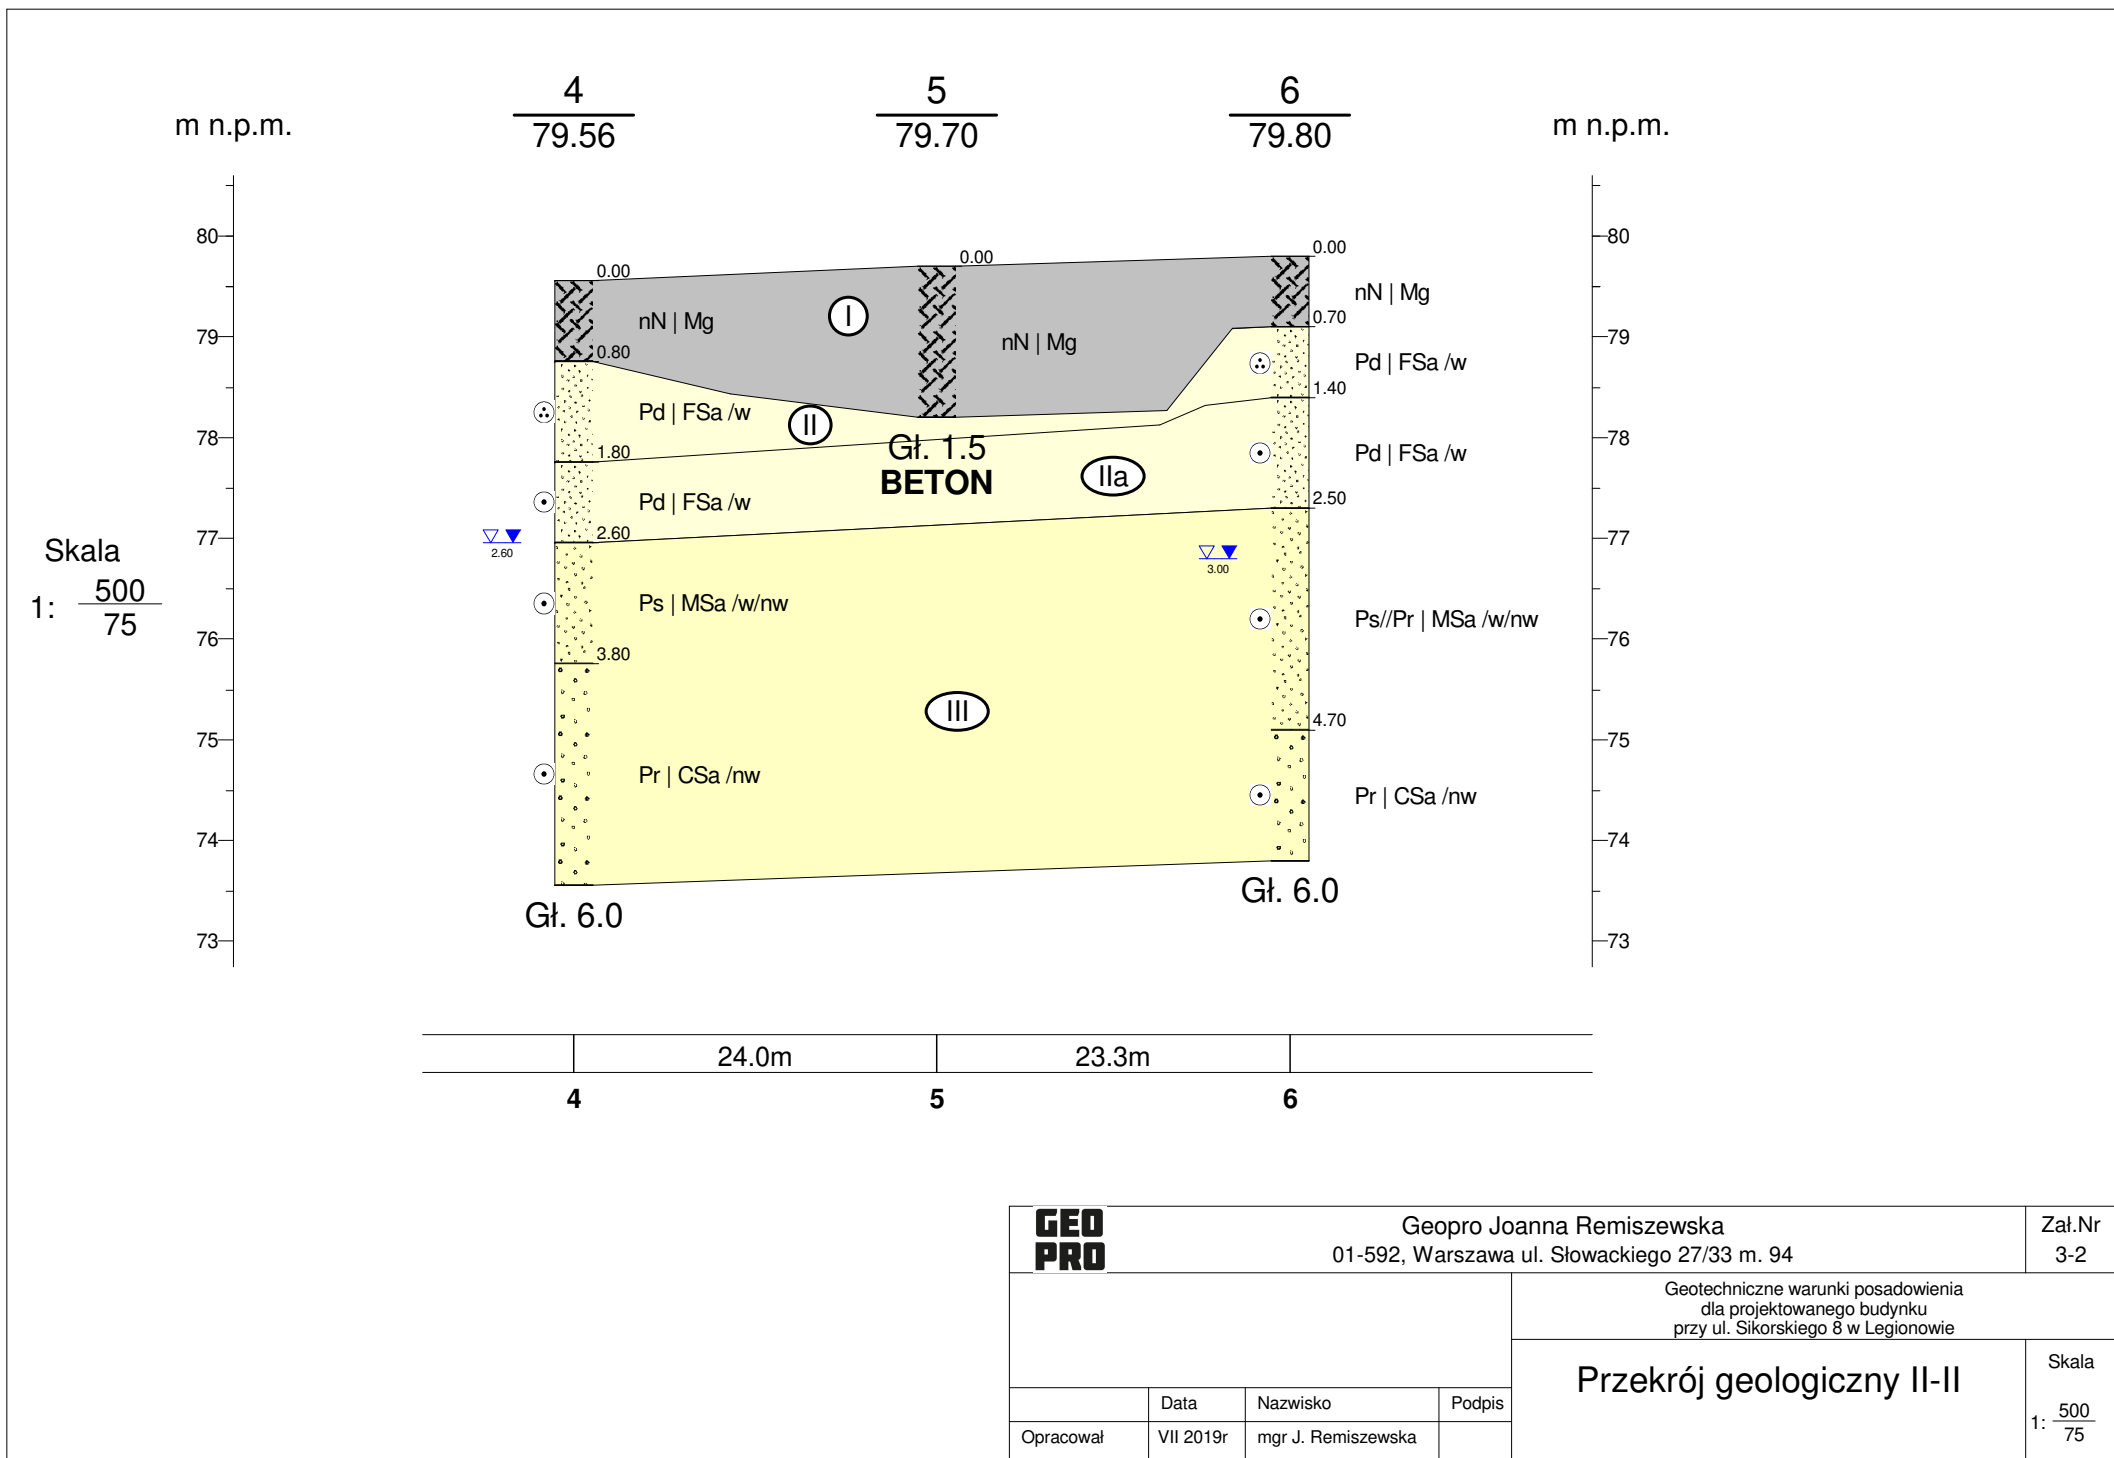 4
5
6
m n.p.m.
79.56
79.70
79.80
m n.p.m.
80
79
78
77
76
75
74
73
80
79
78
77
76
75
74
73
Skala
1: 500
75
0.00
nN | Mg
0.80
Pd | FSa /w
1.80
Pd | FSa /w
2.60
2.60
Ps | MSa /w/nw
3.80
Pr | CSa /nw
Gł. 6.0
I
II
IIa
III
0.00
nN | Mg
Gł. 1.5
BETON
0.00
nN | Mg
0.70
Pd | FSa /w
1.40
Pd | FSa /w
2.50
3.00
Ps//Pr | MSa /w/nw
4.70
Pr | CSa /nw
Gł. 6.0
24.0m
23.3m
4
5
6
GEO
PRO
Geopro Joanna Remiszewska
01-592, Warszawa ul. Słowackiego 27/33 m. 94
Zał.Nr
3-2
Geotechniczne warunki posadowienia
dla projektowanego budynku
przy ul. Sikorskiego 8 w Legionowie
Przekrój geologiczny II-II
Skala
1: 500
75
Data
Nazwisko
Podpis
Opracował
VII 2019r
mgr J. Remiszewska